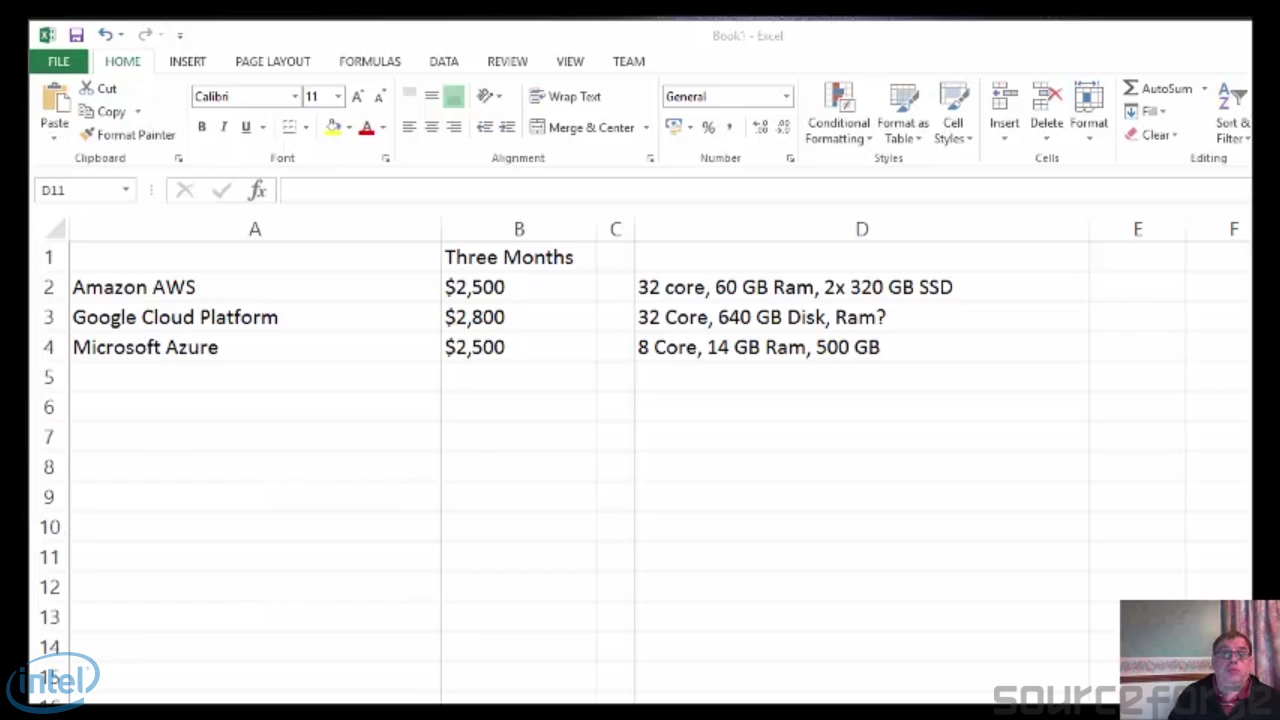 Book1 - Excel
FILE HOME INSERT PAGE LAYOUT FORMULAS DATA REVIEW VIEW TEAM
Cut
Copy
Format Painter
Paste
Clipboard
Calibri 11
B I U
Font
Wrap Text
Merge & Center
Alignment
General
%
Number
Conditional Formatting
Format as Table
Cell Styles
Styles
Insert Delete Format
Cells
AutoSum
Fill
Clear
Sort & Filter
Editing
D11 fx
A B C D E F
1 Three Months
2 Amazon AWS $2,500 32 core, 60 GB Ram, 2x 320 GB SSD
3 Google Cloud Platform $2,800 32 Core, 640 GB Disk, Ram?
4 Microsoft Azure $2,500 8 Core, 14 GB Ram, 500 GB
5
6
7
8
9
10
11
12
13
14
15
intel
sourceforge